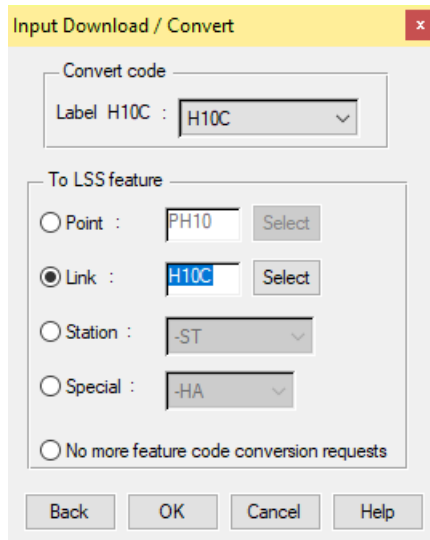 Input Download / Convert x
Convert code
Label H10C : H10C
To LSS feature
Point : PH10 Select
Link : H10C Select
Station : -ST
Special : -HA
No more feature code conversion requests
Back OK Cancel Help